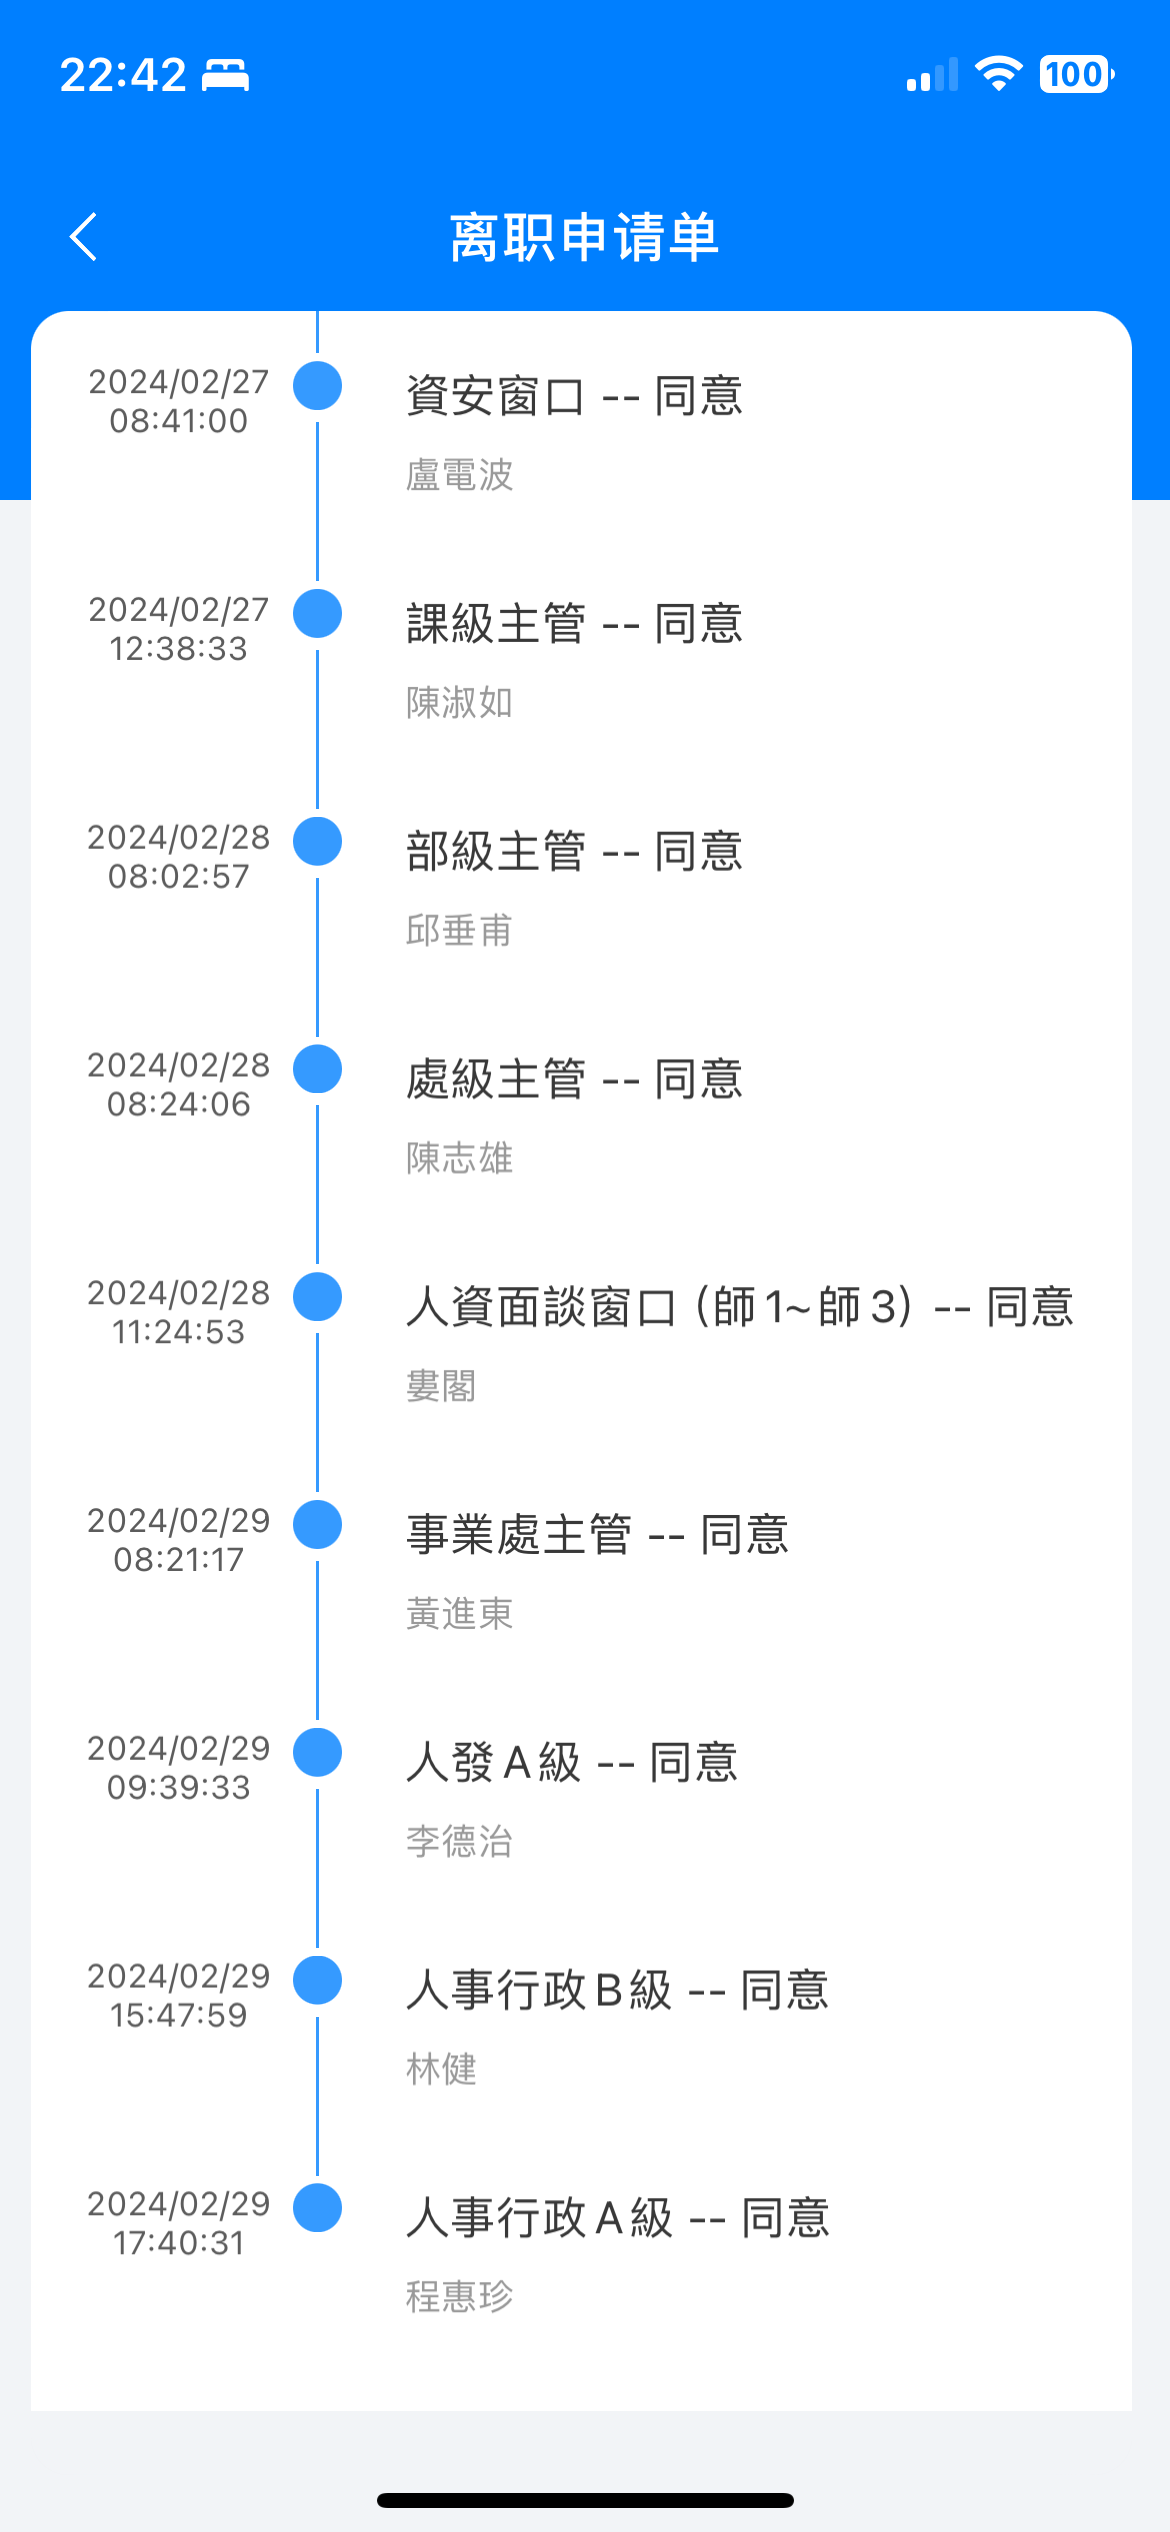 22:42
100
离职申请单
2024/02/27
08:41:00
資安窗口 -- 同意
盧電波
2024/02/27
12:38:33
課級主管 -- 同意
陳淑如
2024/02/28
08:02:57
部級主管 -- 同意
邱垂甫
2024/02/28
08:24:06
處級主管 -- 同意
陳志雄
2024/02/28
11:24:53
人資面談窗口 (師1~師3) -- 同意
婁閣
2024/02/29
08:21:17
事業處主管 -- 同意
黃進東
2024/02/29
09:39:33
人發A級 -- 同意
李德治
2024/02/29
15:47:59
人事行政B級 -- 同意
林健
2024/02/29
17:40:31
人事行政A級 -- 同意
程惠珍